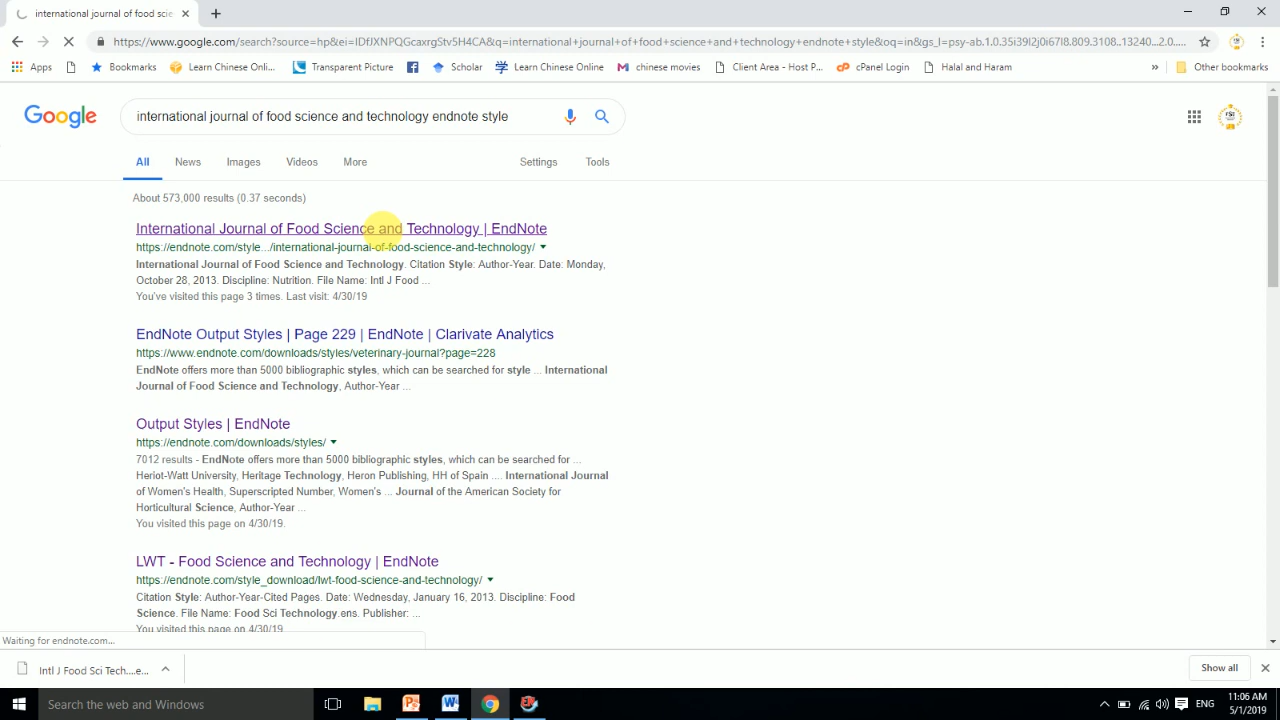 international journal of food scie
https://www.google.com/search?source=hp&ei=IDfJXNPQGcaxrgStv5H4CA&q=international+journal+of+food+science+and+technology+endnote+style&oq=in&gs_l=psy-ab.1.0.35i39l2j0i67l8.809.3108..13240...2.0....
Apps Bookmarks Learn Chinese Onli... Transparent Picture Scholar Learn Chinese Online chinese movies Client Area - Host P... cPanel Login Halal and Haram » Other bookmarks
Google
international journal of food science and technology endnote style
All News Images Videos More Settings Tools
About 573,000 results (0.37 seconds)
International Journal of Food Science and Technology | EndNote
https://endnote.com/style.../international-journal-of-food-science-and-technology/
International Journal of Food Science and Technology. Citation Style: Author-Year. Date: Monday,
October 28, 2013. Discipline: Nutrition. File Name: Intl J Food ...
You've visited this page 3 times. Last visit: 4/30/19
EndNote Output Styles | Page 229 | EndNote | Clarivate Analytics
https://www.endnote.com/downloads/styles/veterinary-journal?page=228
EndNote offers more than 5000 bibliographic styles, which can be searched for style ... International
Journal of Food Science and Technology, Author-Year ...
Output Styles | EndNote
https://endnote.com/downloads/styles/
7012 results - EndNote offers more than 5000 bibliographic styles, which can be searched for ...
Heriot-Watt University, Heritage Technology, Heron Publishing, HH of Spain .... International Journal
of Women's Health, Superscripted Number, Women's ... Journal of the American Society for
Horticultural Science, Author-Year ...
You visited this page on 4/30/19.
LWT - Food Science and Technology | EndNote
https://endnote.com/style_download/lwt-food-science-and-technology/
Citation Style: Author-Year-Cited Pages. Date: Wednesday, January 16, 2013. Discipline: Food
Science. File Name: Food Sci Technology.ens. Publisher: ...
You visited this page on 4/30/19.
Waiting for endnote.com...
Intl J Food Sci Tech....e... Show all
Search the web and Windows
ENG
11:06 AM
5/1/2019